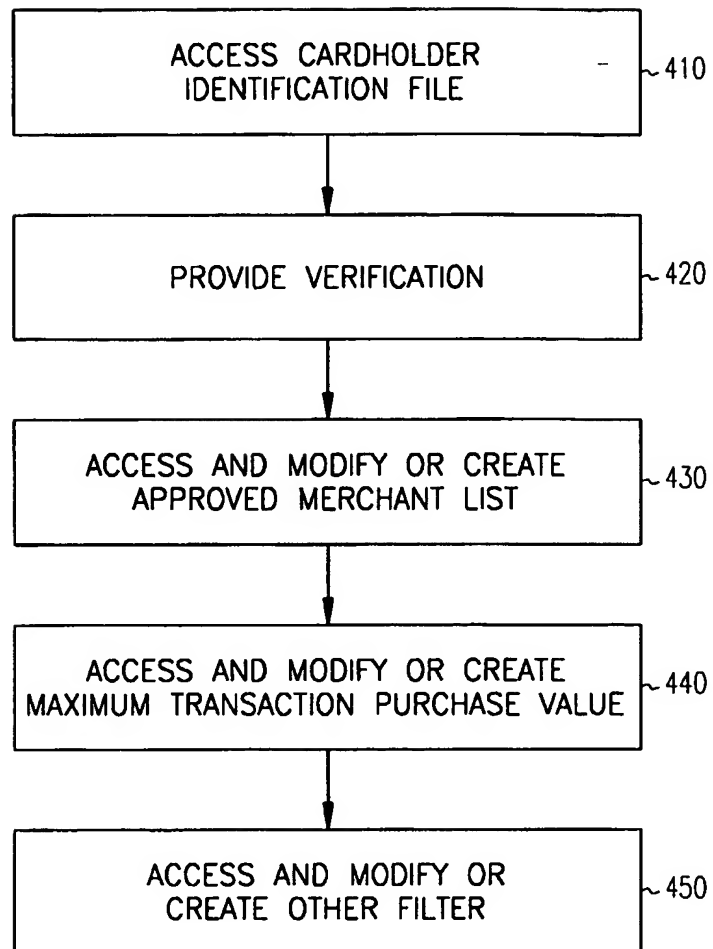 ACCESS CARDHOLDER
IDENTIFICATION FILE
410
PROVIDE VERIFICATION
420
ACCESS AND MODIFY OR CREATE
APPROVED MERCHANT LIST
430
ACCESS AND MODIFY OR CREATE
MAXIMUM TRANSACTION PURCHASE VALUE
440
ACCESS AND MODIFY OR
CREATE OTHER FILTER
450